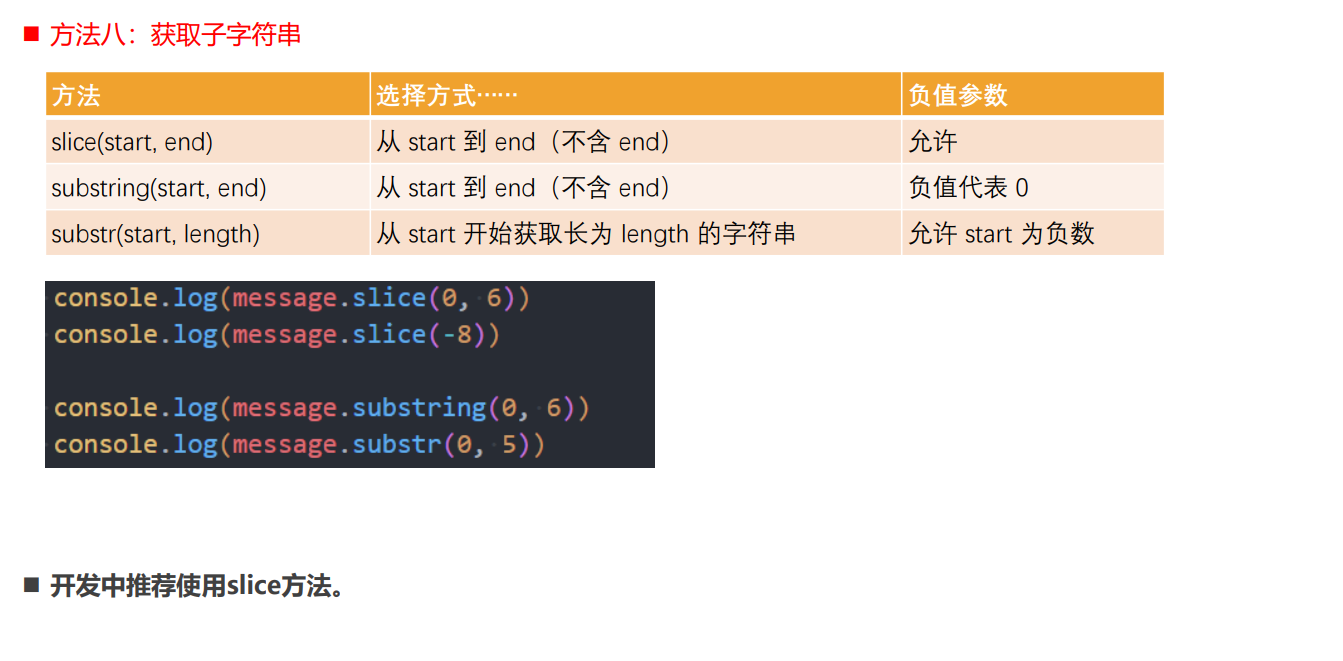 方法八：获取子字符串
方法 选择方式…… 负值参数
slice(start, end) 从 start 到 end（不含 end） 允许
substring(start, end) 从 start 到 end（不含 end） 负值代表 0
substr(start, length) 从 start 开始获取长为 length 的字符串 允许 start 为负数
console.log(message.slice(0, 6))
console.log(message.slice(-8))
console.log(message.substring(0, 6))
console.log(message.substr(0, 5))
开发中推荐使用slice方法。